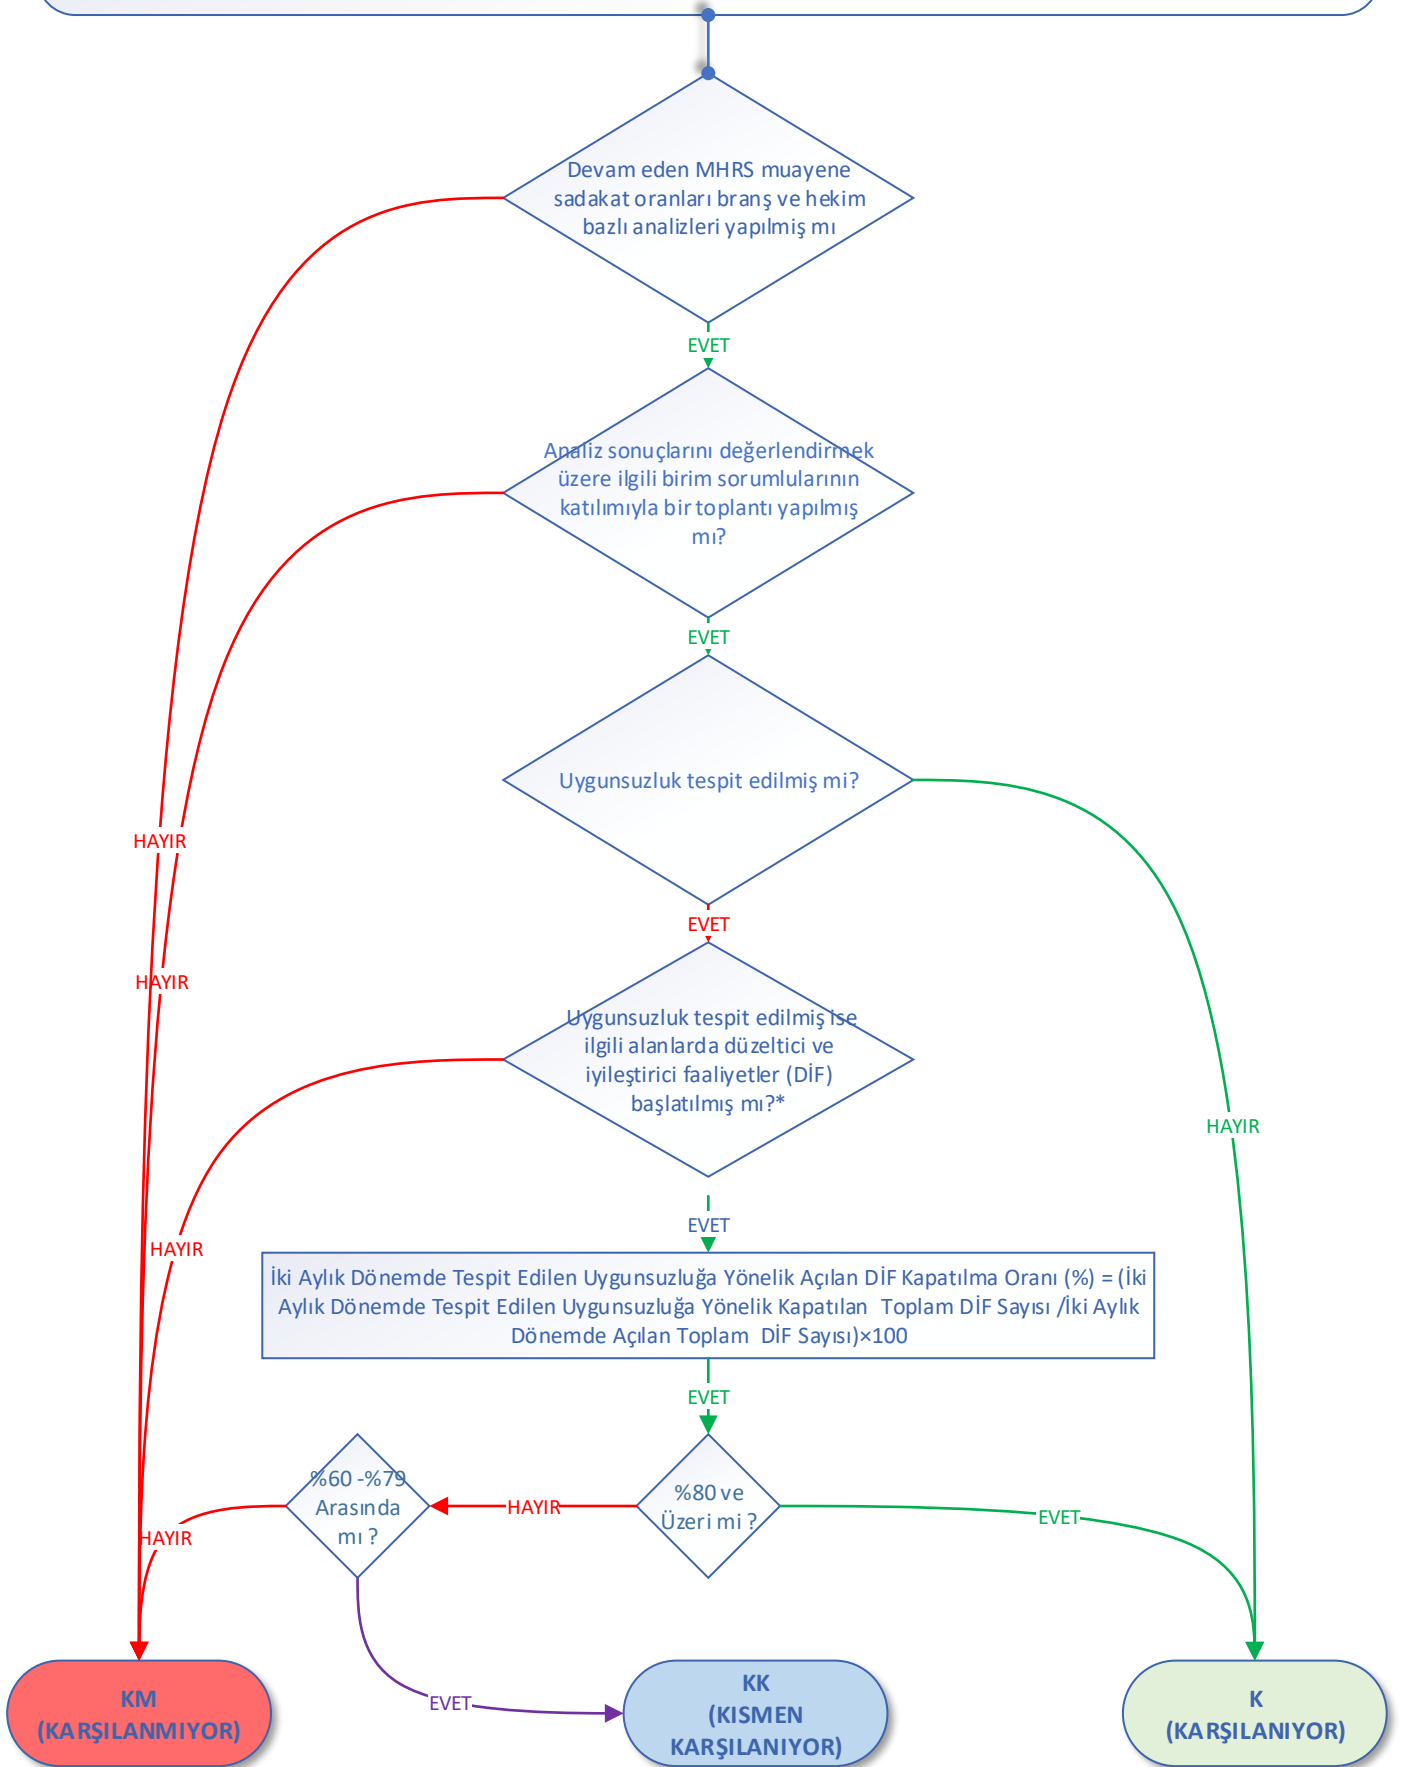 Devam eden MHRS muayene
sadakat oranları branş ve hekim
bazlı analizleri yapılmış mı
EVET
Analiz sonuçlarını değerlendirmek
üzere ilgili birim sorumlularının
katılımıyla bir toplantı yapılmış
mı?
EVET
Uygunsuzluk tespit edilmiş mi?
HAYIR
HAYIR
EVET
Uygunsuzluk tespit edilmiş ise
ilgili alanlarda düzeltici ve
iyileştirici faaliyetler (DİF)
başlatılmış mı?*
HAYIR
HAYIR
EVET
İki Aylık Dönemde Tespit Edilen Uygunsuzluğa Yönelik Açılan DİF Kapatılma Oranı (%) = (İki
Aylık Dönemde Tespit Edilen Uygunsuzluğa Yönelik Kapatılan Toplam DİF Sayısı /İki Aylık
Dönemde Açılan Toplam DİF Sayısı)×100
EVET
%60 -%79
Arasında
mı ?
HAYIR
%80 ve
Üzeri mi ?
EVET
HAYIR
EVET
KM
(KARŞILANMIYOR)
KK
(KISMEN
KARŞILANIYOR)
K
(KARŞILANIYOR)